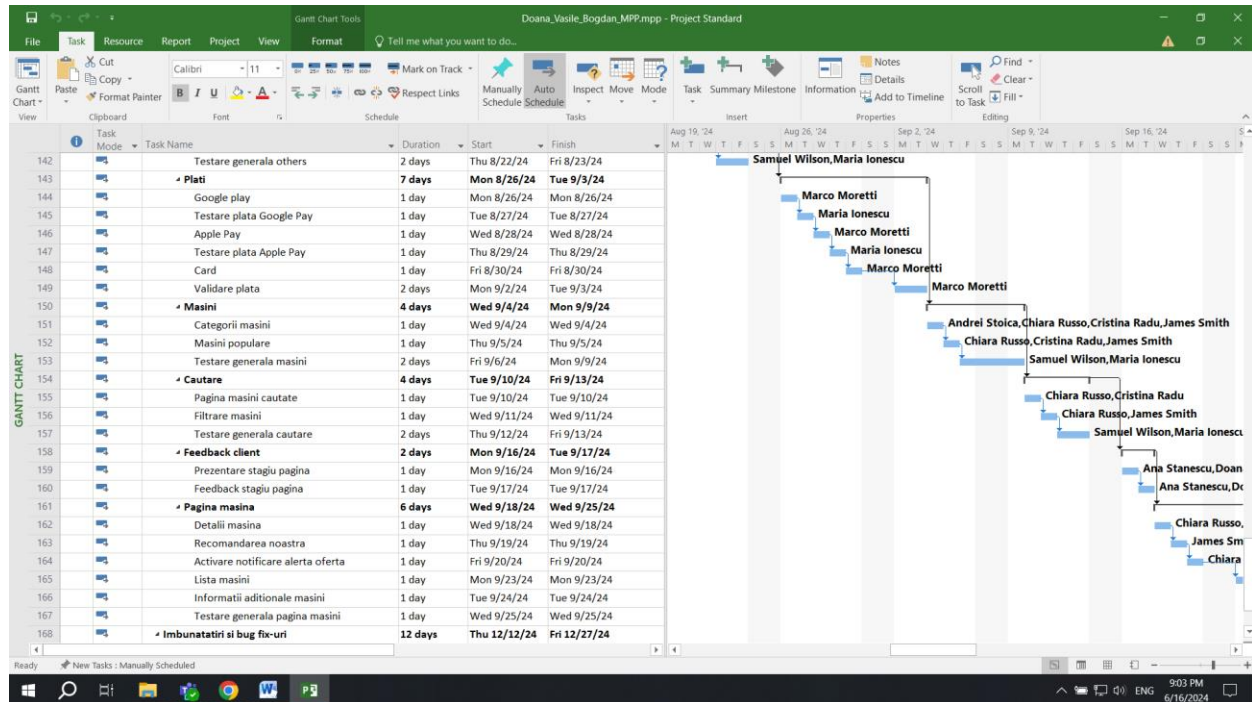 Gantt Chart Tools
Doana_Vasile_Bogdan_MPP.mpp - Project Standard
File Task Resource Report Project View Format Tell me what you want to do...
Gantt Chart
View
Paste
Cut
Copy
Format Painter
Clipboard
Calibri 11
B I U A
Font
0% 25% 50% 75% 100%
Mark on Track
Respect Links
Schedule
Manually Schedule
Auto Schedule
Inspect Move Mode
Tasks
Task Summary Milestone
Insert
Information
Notes
Details
Add to Timeline
Properties
Scroll to Task
Find
Clear
Fill
Editing
Task Mode Task Name Duration Start Finish
Aug 19, '24 Aug 26, '24 Sep 2, '24 Sep 9, '24 Sep 16, '24 S
M T W T F S S M T W T F S S M T W T F S S M T W T F S S M T W T F S S M
142 Testare generala others 2 days Thu 8/22/24 Fri 8/23/24 Samuel Wilson,Maria Ionescu
143 Plati 7 days Mon 8/26/24 Tue 9/3/24
144 Google play 1 day Mon 8/26/24 Mon 8/26/24 Marco Moretti
145 Testare plata Google Pay 1 day Tue 8/27/24 Tue 8/27/24 Maria Ionescu
146 Apple Pay 1 day Wed 8/28/24 Wed 8/28/24 Marco Moretti
147 Testare plata Apple Pay 1 day Thu 8/29/24 Thu 8/29/24 Maria Ionescu
148 Card 1 day Fri 8/30/24 Fri 8/30/24 Marco Moretti
149 Validare plata 2 days Mon 9/2/24 Tue 9/3/24 Marco Moretti
150 Masini 4 days Wed 9/4/24 Mon 9/9/24
151 Categorii masini 1 day Wed 9/4/24 Wed 9/4/24 Andrei Stoica,Chiara Russo,Cristina Radu,James Smith
152 Masini populare 1 day Thu 9/5/24 Thu 9/5/24 Chiara Russo,Cristina Radu,James Smith
153 Testare generala masini 2 days Fri 9/6/24 Mon 9/9/24 Samuel Wilson,Maria Ionescu
154 Cautare 4 days Tue 9/10/24 Fri 9/13/24
155 Pagina masini cautate 1 day Tue 9/10/24 Tue 9/10/24 Chiara Russo,Cristina Radu
156 Filtrare masini 1 day Wed 9/11/24 Wed 9/11/24 Chiara Russo,James Smith
157 Testare generala cautare 2 days Thu 9/12/24 Fri 9/13/24 Samuel Wilson,Maria Ionescu
158 Feedback client 2 days Mon 9/16/24 Tue 9/17/24
159 Prezentare stagiu pagina 1 day Mon 9/16/24 Mon 9/16/24 Ana Stanescu,Doan
160 Feedback stagiu pagina 1 day Tue 9/17/24 Tue 9/17/24 Ana Stanescu,Do
161 Pagina masina 6 days Wed 9/18/24 Wed 9/25/24
162 Detalii masina 1 day Wed 9/18/24 Wed 9/18/24 Chiara Russo,
163 Recomandarea noastra 1 day Thu 9/19/24 Thu 9/19/24 James Sm
164 Activare notificare alerta oferta 1 day Fri 9/20/24 Fri 9/20/24 Chiara
165 Lista masini 1 day Mon 9/23/24 Mon 9/23/24
166 Informatii aditionale masini 1 day Tue 9/24/24 Tue 9/24/24
167 Testare generala pagina masini 1 day Wed 9/25/24 Wed 9/25/24
168 Imbunatatiri si bug fix-uri 12 days Thu 12/12/24 Fri 12/27/24
GANTT CHART
Ready New Tasks : Manually Scheduled
ENG 9:03 PM
6/16/2024